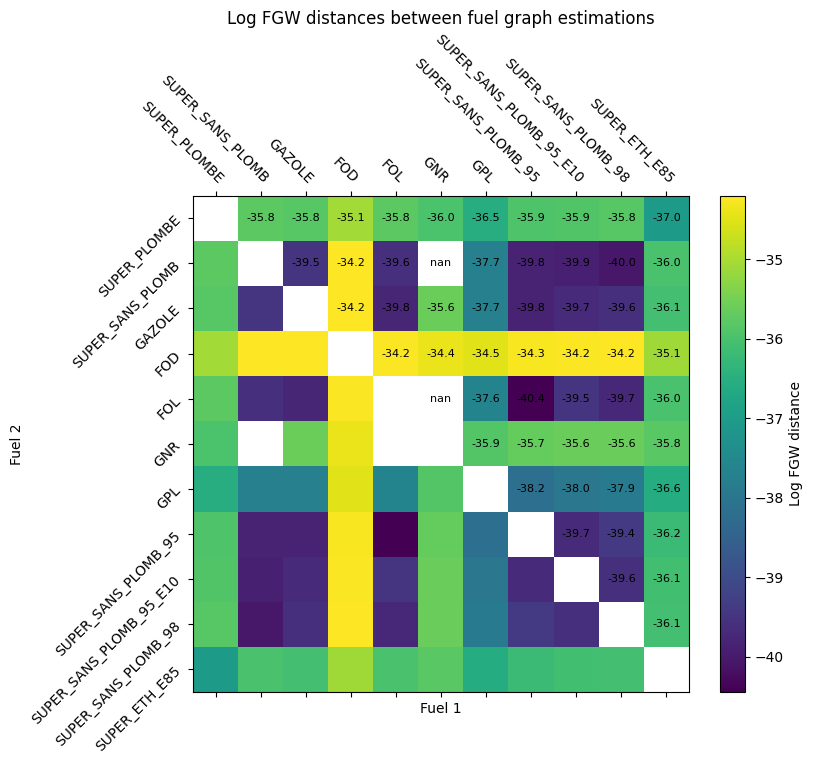 Log FGW distances between fuel graph estimations
SUPER_PLOMBE
SUPER_SANS_PLOMB
GAZOLE
FOD
FOL
GNR
GPL
SUPER_SANS_PLOMB_95
SUPER_SANS_PLOMB_95_E10
SUPER_SANS_PLOMB_98
SUPER_ETH_E85
SUPER_PLOMBE -35.8 -35.8 -35.1 -35.8 -36.0 -36.5 -35.9 -35.9 -35.8 -37.0
SUPER_SANS_PLOMB -39.5 -34.2 -39.6 nan -37.7 -39.8 -39.9 -40.0 -36.0
GAZOLE -34.2 -39.8 -35.6 -37.7 -39.8 -39.7 -39.6 -36.1
FOD -34.2 -34.4 -34.5 -34.3 -34.2 -34.2 -35.1
FOL nan -37.6 -40.4 -39.5 -39.7 -36.0
GNR -35.9 -35.7 -35.6 -35.6 -35.8
GPL -38.2 -38.0 -37.9 -36.6
SUPER_SANS_PLOMB_95 -39.7 -39.4 -36.2
SUPER_SANS_PLOMB_95_E10 -39.6 -36.1
SUPER_SANS_PLOMB_98 -36.1
SUPER_ETH_E85
Fuel 2
Fuel 1
−35
−36
−37
−38
−39
−40
Log FGW distance